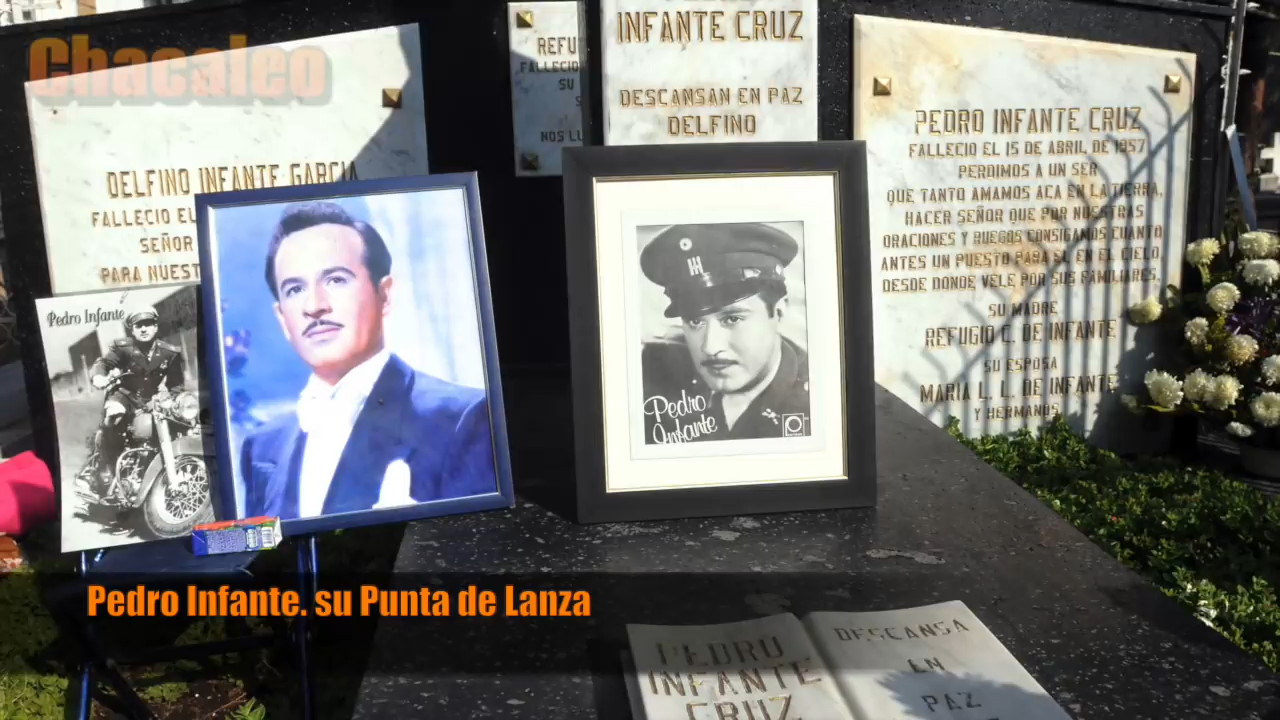 Chacaleo
DELFINO INFANTE GARCIA
FALLECIO EL
SEÑOR
PARA NUEST
REFU
FALLECIO
SU
S
NOS LL
PEDRO
INFANTE CRUZ
DESCANSAN EN PAZ
DELFINO
PEDRO INFANTE CRUZ
FALLECIO EL 15 DE ABRIL DE 1957
PERDIMOS A UN SER
QUE TANTO AMAMOS ACA EN LA TIERRA,
HACER SEÑOR QUE POR NUESTRAS
ORACIONES Y RUEGOS CONSIGAMOS CUANTO
ANTES UN PUESTO PARA EL EN EL CIELO,
DESDE DONDE VELE POR SUS FAMILIARES.
SU MADRE
REFUGIO C. DE INFANTE
SU ESPOSA
MARIA L. L. DE INFANTE
Y HERMANOS
Pedro Infante
Pedro
Infante
Pedro Infante. su Punta de Lanza
PEDRO
INFANTE
CRUZ
DESCANSA
EN
PAZ